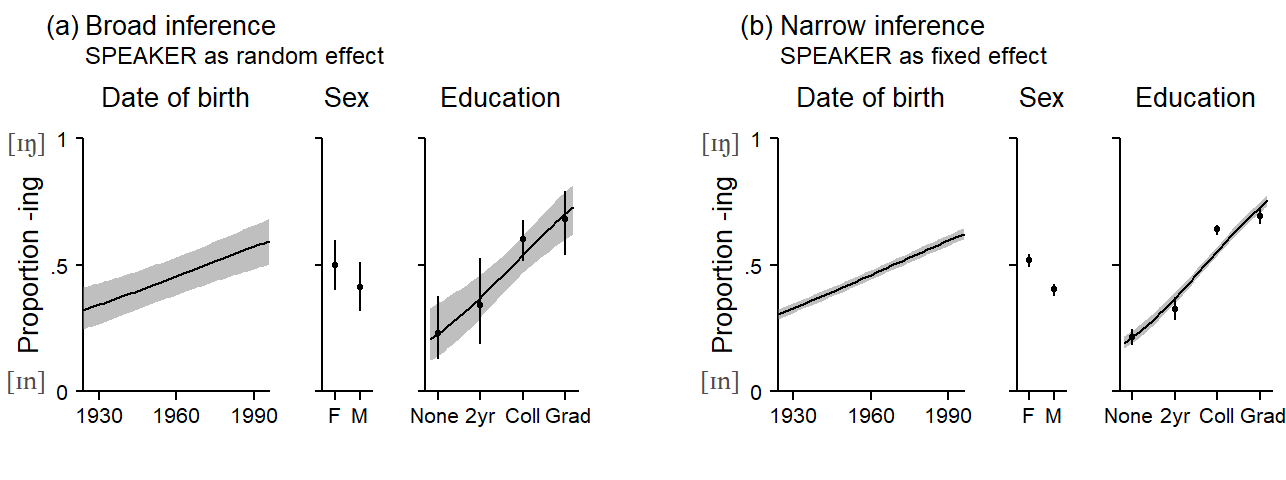 (a) Broad inference
SPEAKER as random effect
Date of birth
Sex
Education
[ɪŋ]
1
Proportion -ing
.5
[ɪn]
0
1930 1960 1990
F M
None 2yr Coll Grad
(b) Narrow inference
SPEAKER as fixed effect
Date of birth
Sex
Education
[ɪŋ]
1
Proportion -ing
.5
[ɪn]
0
1930 1960 1990
F M
None 2yr Coll Grad